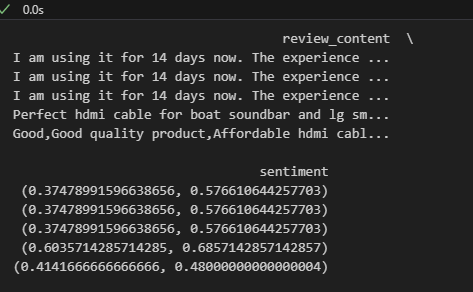 0.0s
review_content \
I am using it for 14 days now. The experience ...
I am using it for 14 days now. The experience ...
I am using it for 14 days now. The experience ...
Perfect hdmi cable for boat soundbar and lg sm...
Good,Good quality product,Affordable hdmi cabl...
sentiment
(0.37478991596638656, 0.576610644257703)
(0.37478991596638656, 0.576610644257703)
(0.37478991596638656, 0.576610644257703)
(0.6035714285714285, 0.6857142857142857)
(0.4141666666666666, 0.48000000000000004)